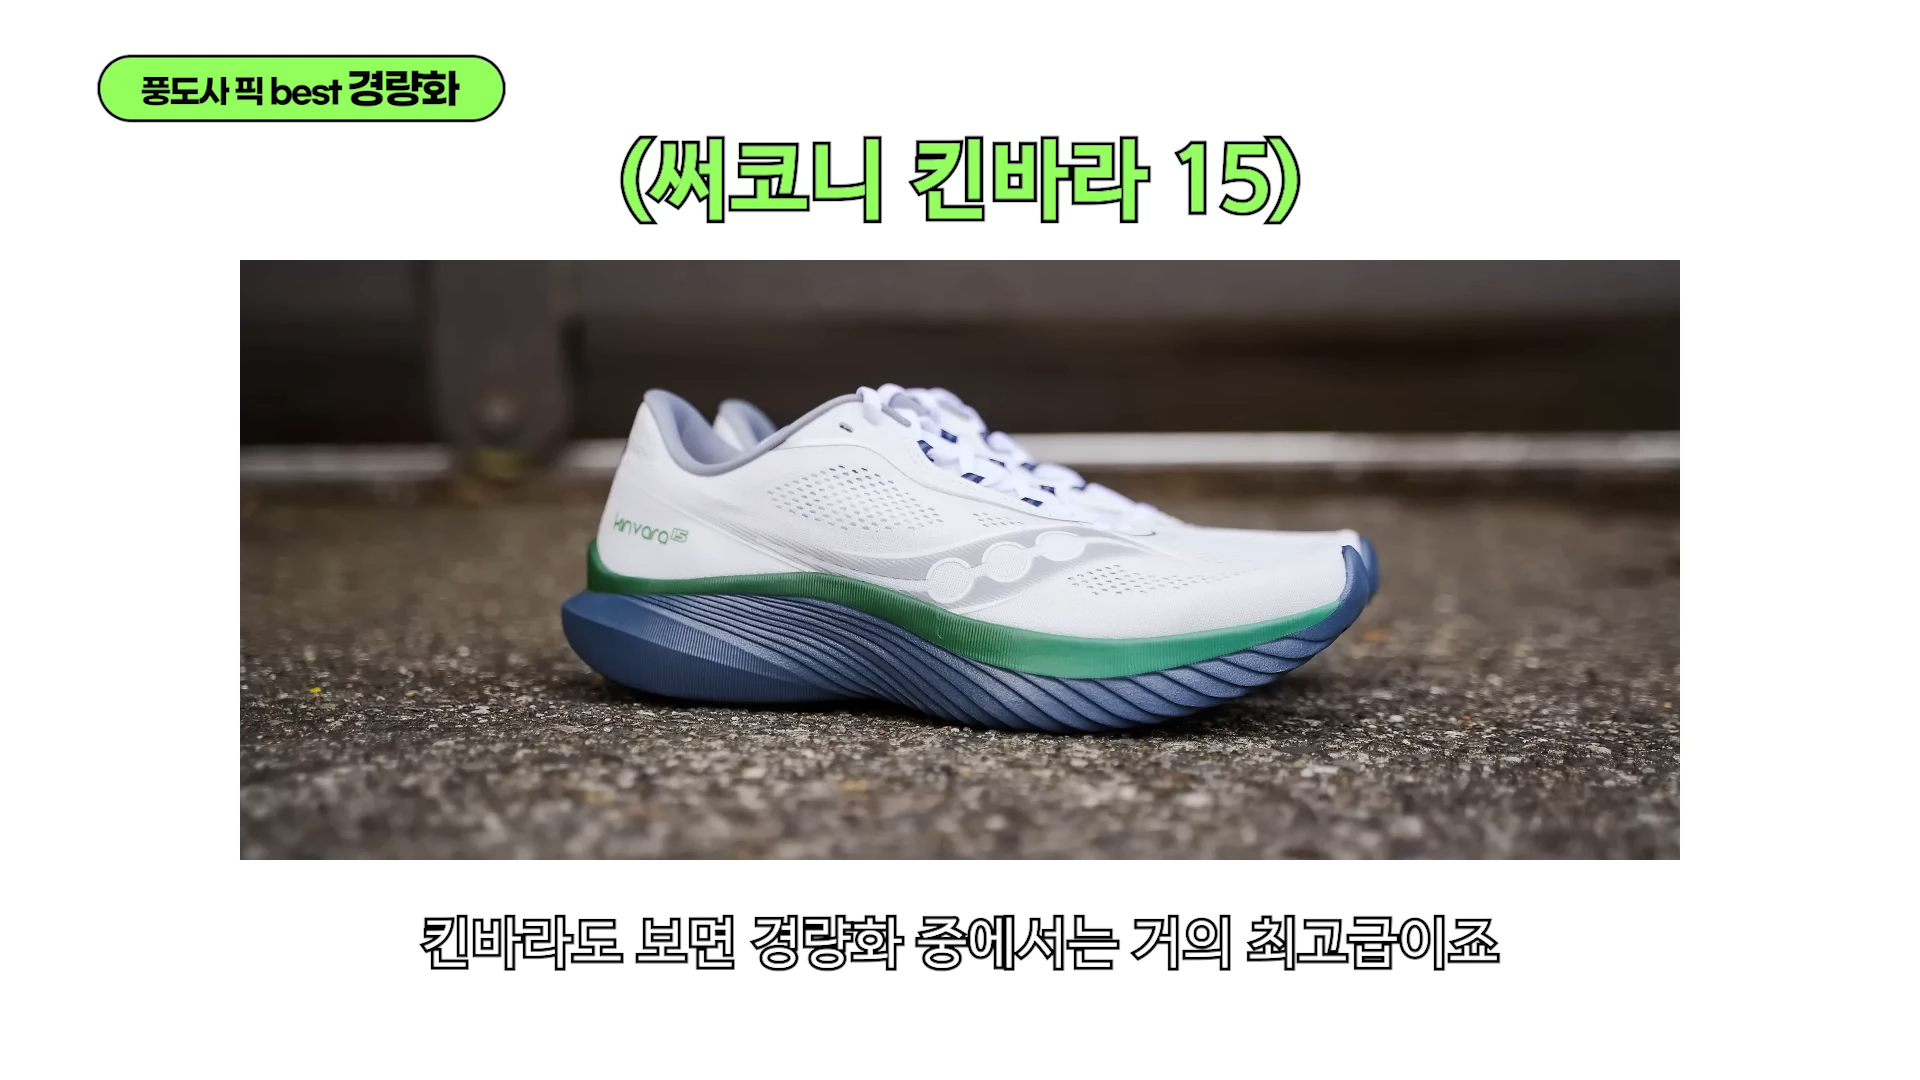 풍도사 픽 best 경량화
(써코니 킨바라 15)
kinvara 15
킨바라도 보면 경량화 중에서는 거의 최고급이죠